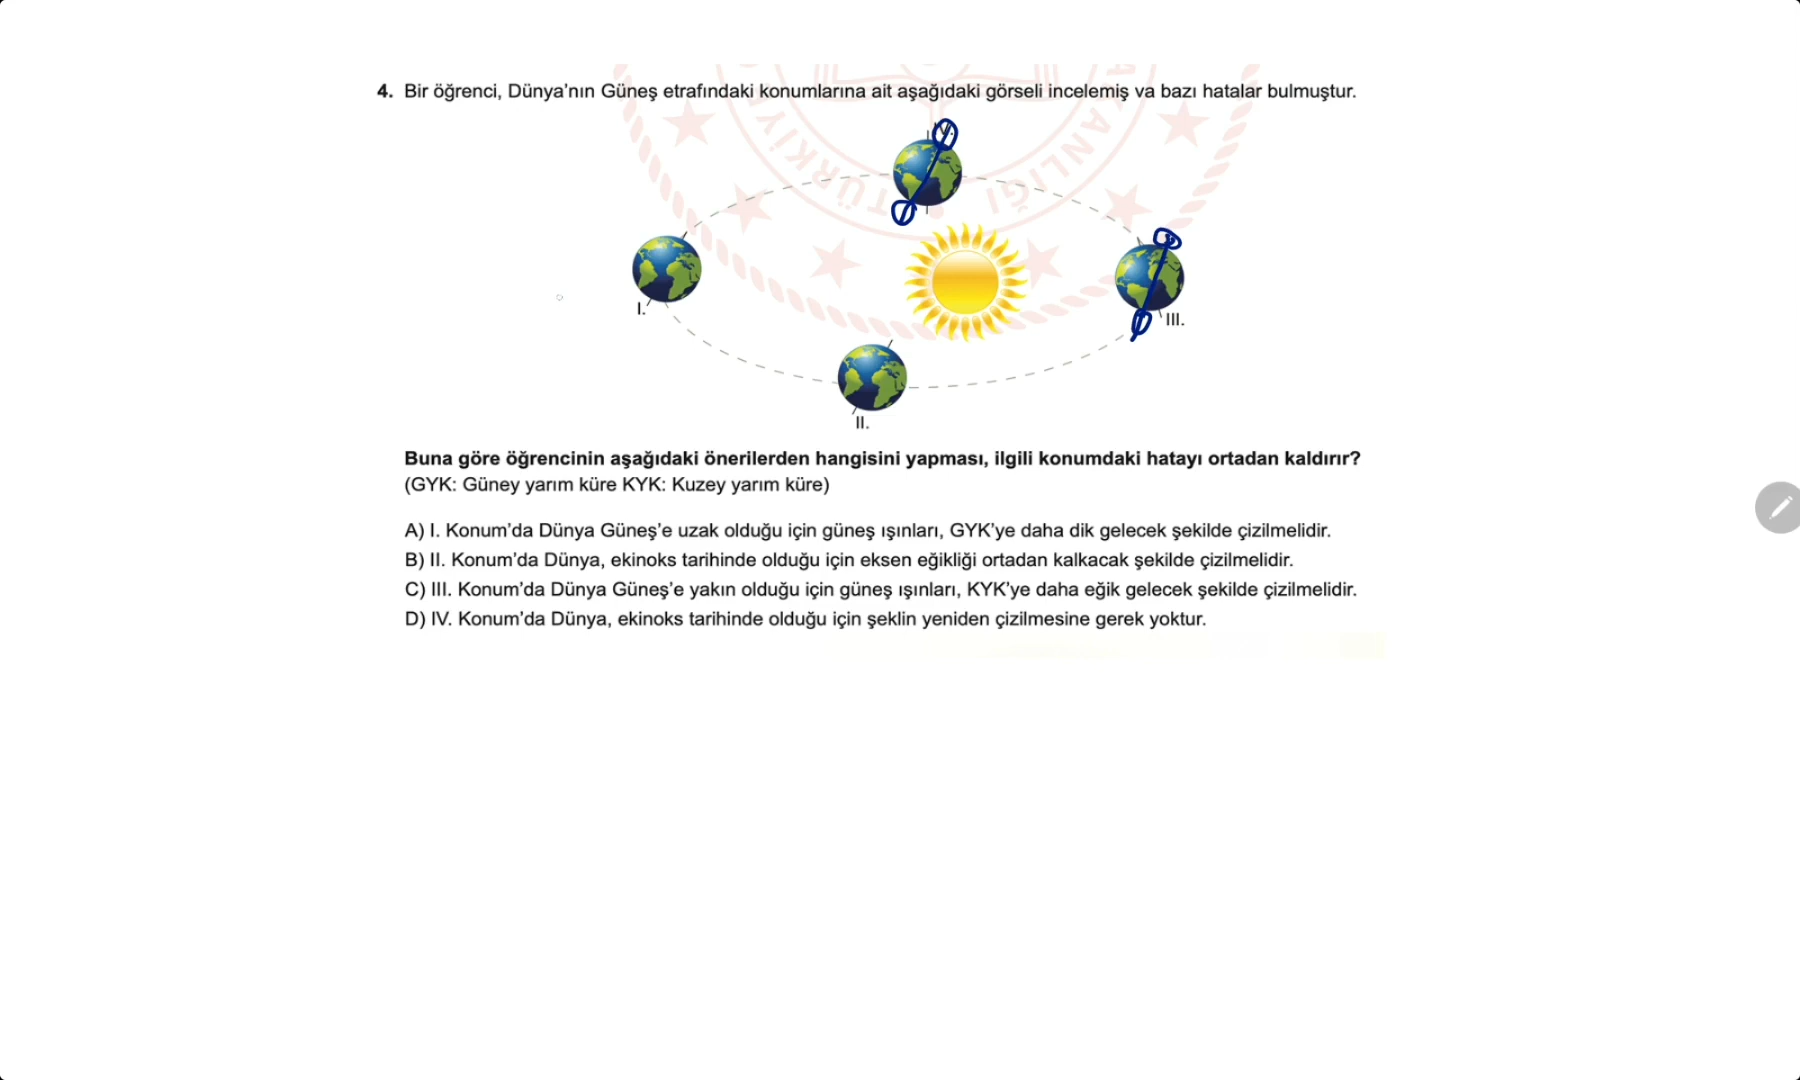 4. Bir öğrenci, Dünya'nın Güneş etrafındaki konumlarına ait aşağıdaki görseli incelemiş va bazı hatalar bulmuştur.
IV.
I.
III.
II.
Buna göre öğrencinin aşağıdaki önerilerden hangisini yapması, ilgili konumdaki hatayı ortadan kaldırır?
(GYK: Güney yarım küre KYK: Kuzey yarım küre)
A) I. Konum'da Dünya Güneş'e uzak olduğu için güneş ışınları, GYK'ye daha dik gelecek şekilde çizilmelidir.
B) II. Konum'da Dünya, ekinoks tarihinde olduğu için eksen eğikliği ortadan kalkacak şekilde çizilmelidir.
C) III. Konum'da Dünya Güneş'e yakın olduğu için güneş ışınları, KYK'ye daha eğik gelecek şekilde çizilmelidir.
D) IV. Konum'da Dünya, ekinoks tarihinde olduğu için şeklin yeniden çizilmesine gerek yoktur.